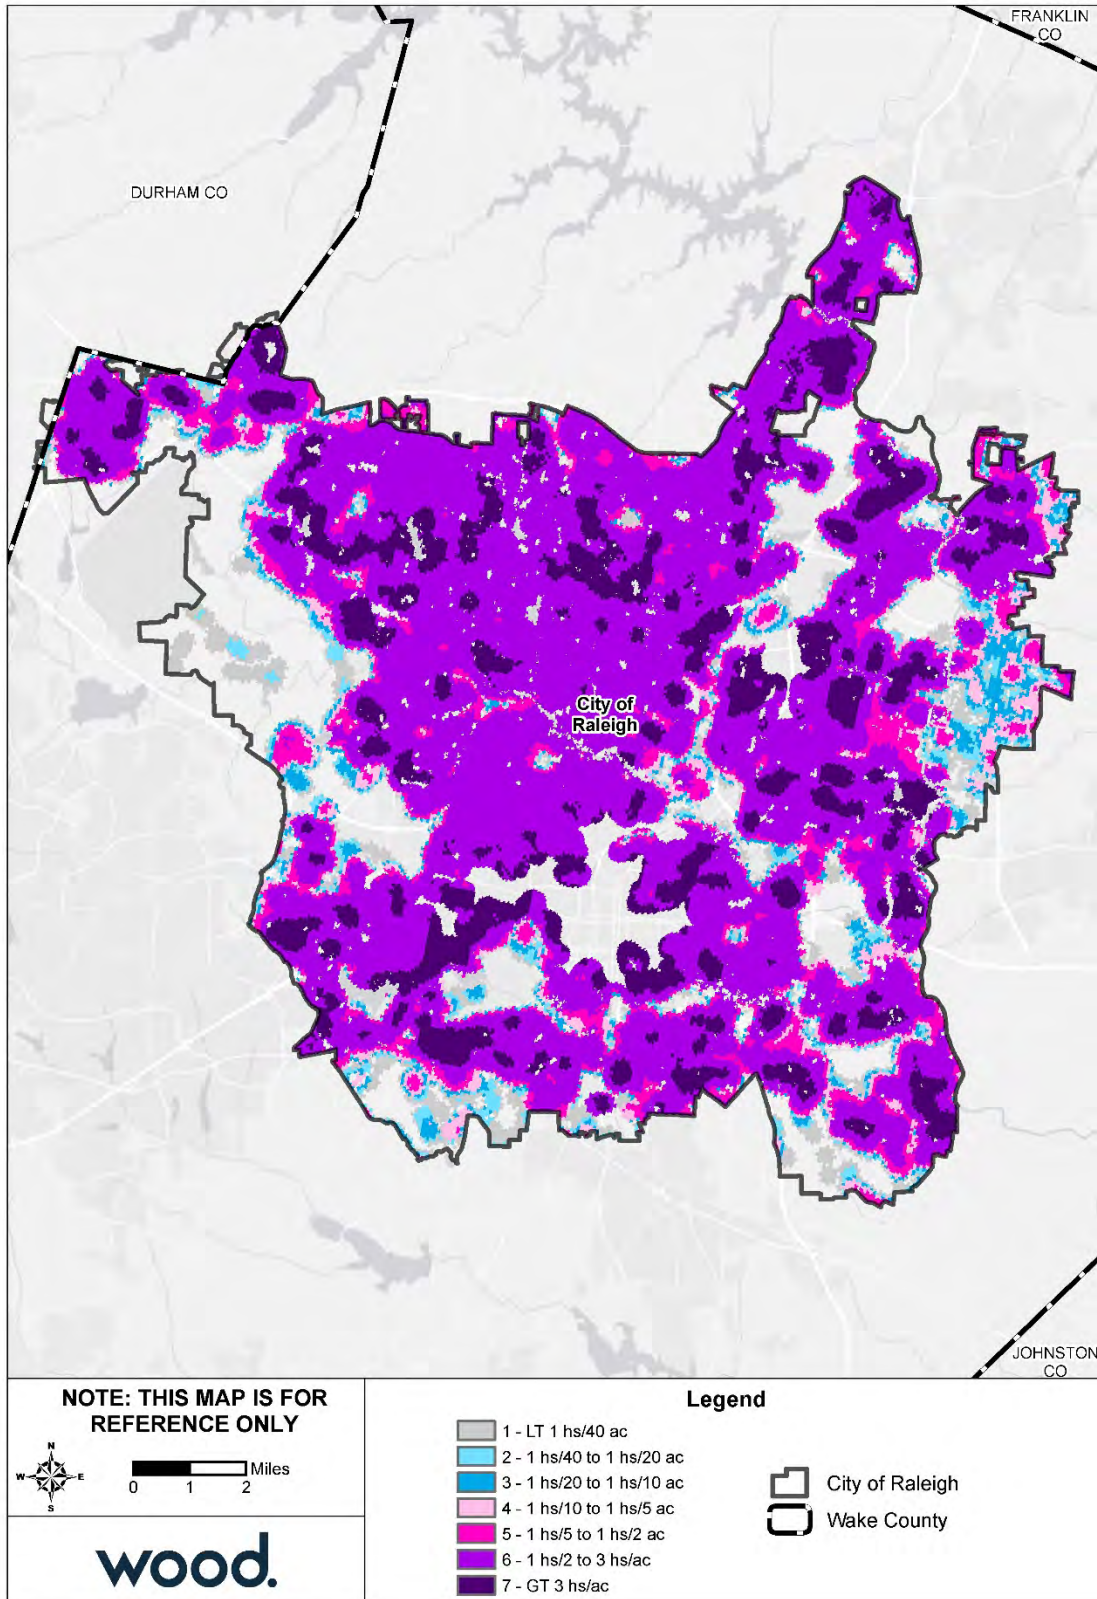 FRANKLIN
CO
DURHAM CO
City of
Raleigh
JOHNSTON
CO
NOTE: THIS MAP IS FOR
REFERENCE ONLY
N
W E
S
Miles
0 1 2
wood.
Legend
1 - LT 1 hs/40 ac
2 - 1 hs/40 to 1 hs/20 ac
3 - 1 hs/20 to 1 hs/10 ac
4 - 1 hs/10 to 1 hs/5 ac
5 - 1 hs/5 to 1 hs/2 ac
6 - 1 hs/2 to 3 hs/ac
7 - GT 3 hs/ac
City of Raleigh
Wake County